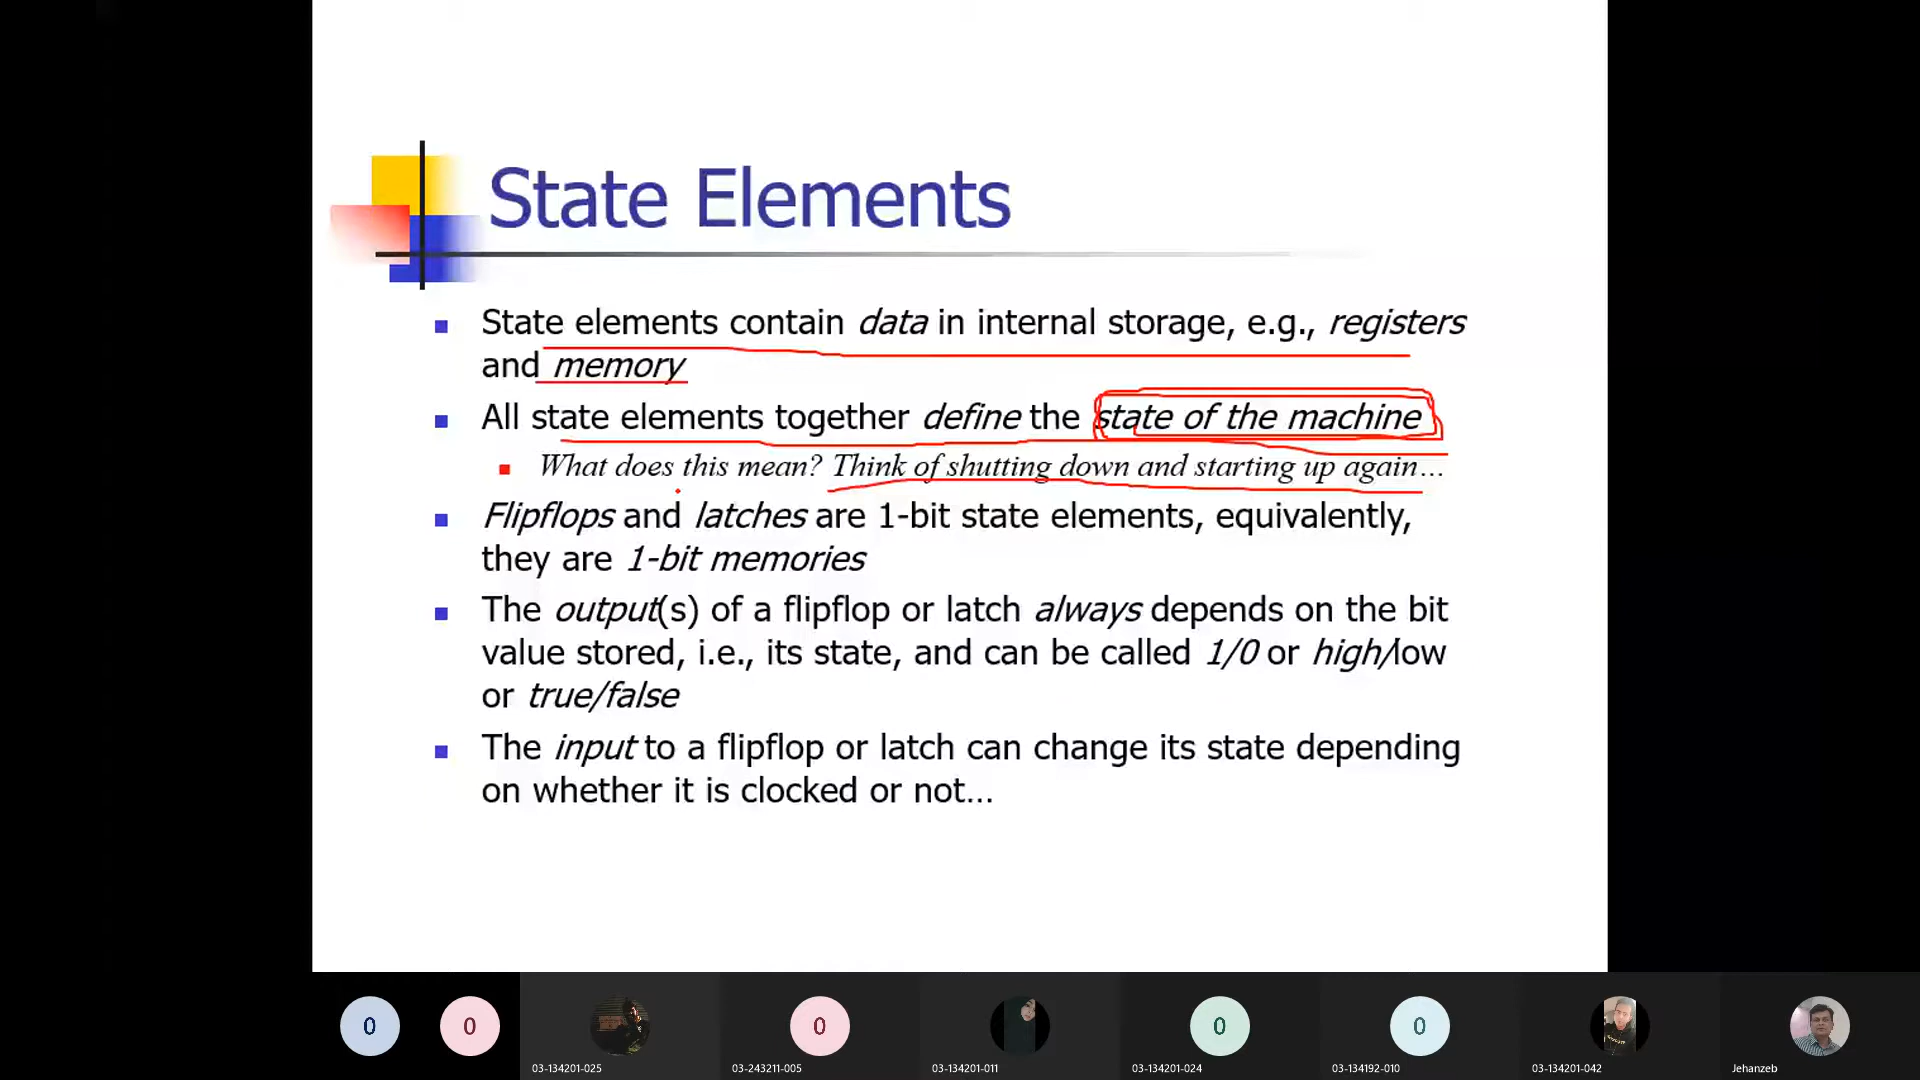 State Elements
State elements contain data in internal storage, e.g., registers
and memory
All state elements together define the state of the machine
What does this mean? Think of shutting down and starting up again…
Flipflops and latches are 1-bit state elements, equivalently,
they are 1-bit memories
The output(s) of a flipflop or latch always depends on the bit
value stored, i.e., its state, and can be called 1/0 or high/low
or true/false
The input to a flipflop or latch can change its state depending
on whether it is clocked or not…
0 0 0 0 0
03-134201-025 03-243211-005 03-134201-011 03-134201-024 03-134192-010 03-134201-042 Jehanzeb